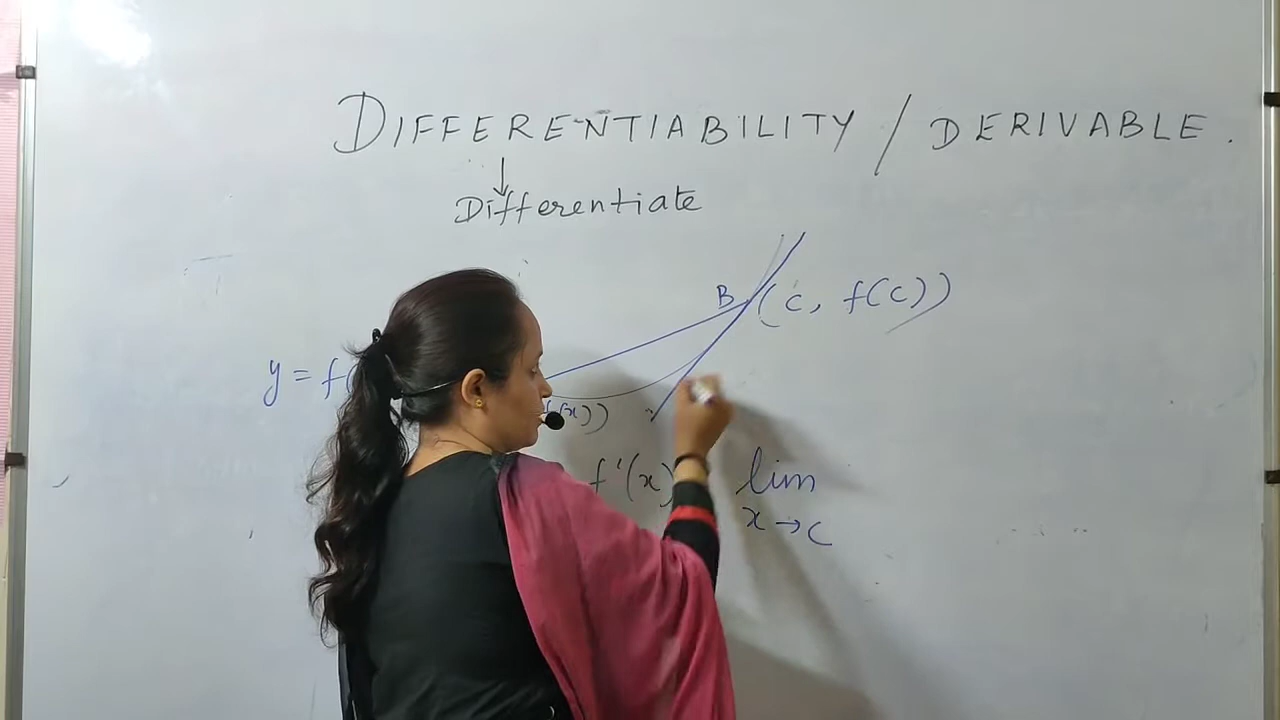 DIFFERENTIABILITY / DERIVABLE.
↓
Differentiate
B (c, f(c))
y = f(
f(x))
f'(x) lim
x→c